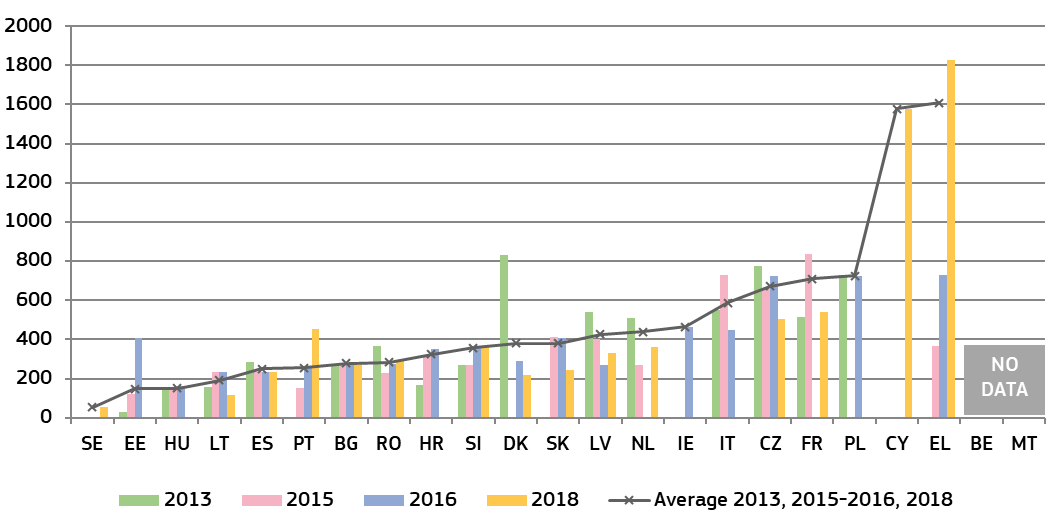 2000
1800
1600
1400
1200
1000
800
600
400
200
0
NO
DATA
SE EE HU LT ES PT BG RO HR SI DK SK LV NL IE IT CZ FR PL CY EL BE MT
2013 2015 2016 2018 Average 2013, 2015-2016, 2018